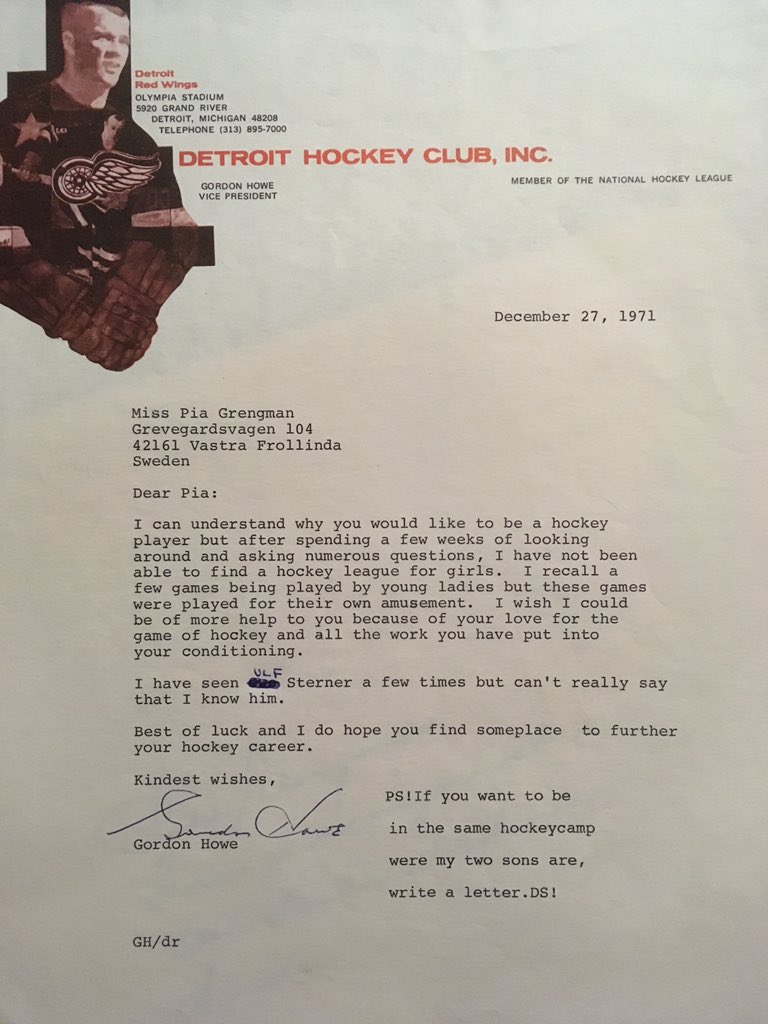 Detroit
Red Wings
OLYMPIA STADIUM
5920 GRAND RIVER
DETROIT, MICHIGAN 48208
TELEPHONE (313) 895-7000
DETROIT HOCKEY CLUB, INC.
GORDON HOWE
VICE PRESIDENT
MEMBER OF THE NATIONAL HOCKEY LEAGUE
December 27, 1971
Miss Pia Grengman
Grevegardsvagen 104
42161 Vastra Frollinda
Sweden
Dear Pia:
I can understand why you would like to be a hockey
player but after spending a few weeks of looking
around and asking numerous questions, I have not been
able to find a hockey league for girls. I recall a
few games being played by young ladies but these games
were played for their own amusement. I wish I could
be of more help to you because of your love for the
game of hockey and all the work you have put into
your conditioning.
I have seen ULF Sterner a few times but can't really say
that I know him.
Best of luck and I do hope you find someplace to further
your hockey career.
Kindest wishes,
Gordon Howe
Gordon Howe
PS!If you want to be
in the same hockeycamp
were my two sons are,
write a letter.DS!
GH/dr